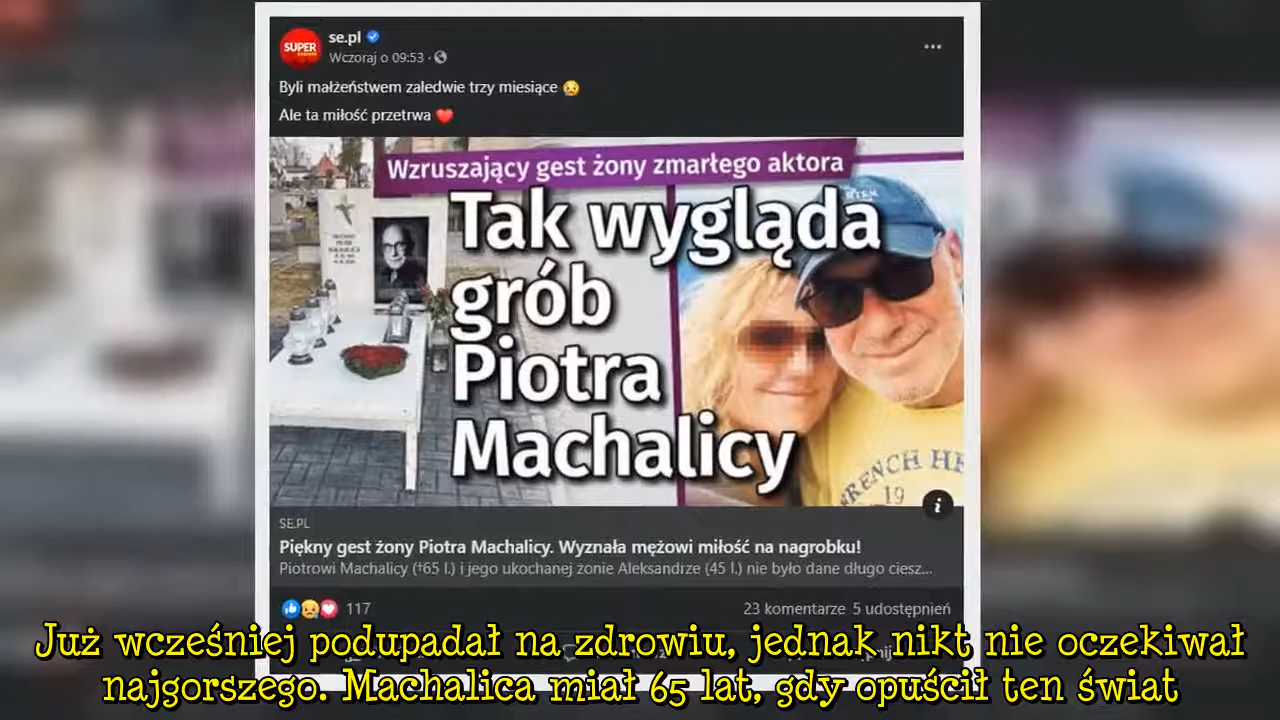 SUPER
se.pl
Wczoraj o 09:53
Byli małżeństwem zaledwie trzy miesiące
Ale ta miłość przetrwa
Wzruszający gest żony zmarłego aktora
Tak wygląda
grób
Piotra
Machalicy
FRENCH HE
19
SE.PL
Piękny gest żony Piotra Machalicy. Wyznała mężowi miłość na nagrobku!
Piotrowi Machalicy (†65 l.) i jego ukochanej żonie Aleksandrze (45 l.) nie było dane długo ciesz...
117
23 komentarze 5 udostępnień
Już wcześniej podupadał na zdrowiu, jednak nikt nie oczekiwał
najgorszego. Machalica miał 65 lat, gdy opuścił ten świat